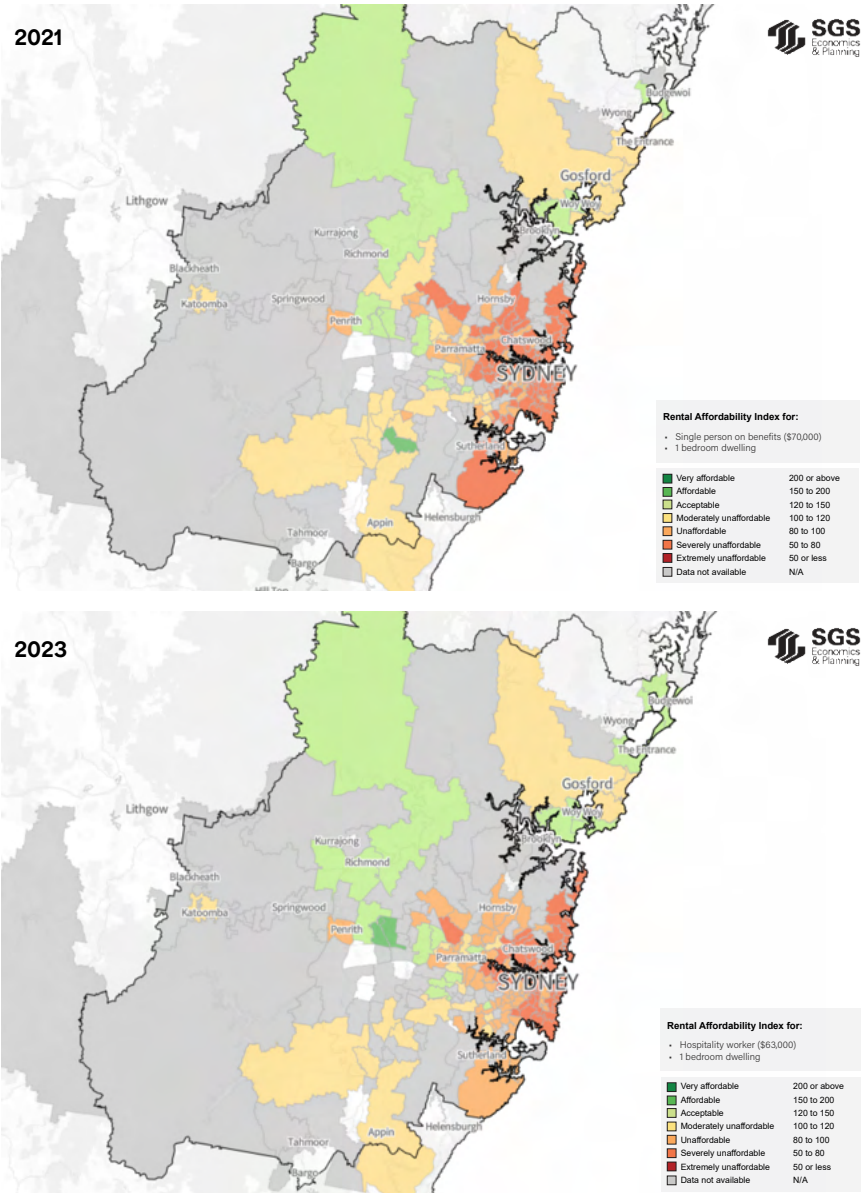 2021
SGS
Economics
& Planning
Budgewoi
Wyong
The Entrance
Gosford
Woy Woy
Brooklyn
Lithgow
Kurrajong
Richmond
Blackheath
Katoomba
Springwood
Hornsby
Penrith
Chatswood
Parramatta
SYDNEY
Sutherland
Appin
Helensburgh
Tahmoor
Bargo
Hill Top
Rental Affordability Index for:
• Single person on benefits ($70,000)
• 1 bedroom dwelling
Very affordable 200 or above
Affordable 150 to 200
Acceptable 120 to 150
Moderately unaffordable 100 to 120
Unaffordable 80 to 100
Severely unaffordable 50 to 80
Extremely unaffordable 50 or less
Data not available N/A
2023
SGS
Economics
& Planning
Budgewoi
Wyong
The Entrance
Gosford
Woy Woy
Brooklyn
Lithgow
Kurrajong
Richmond
Blackheath
Katoomba
Springwood
Hornsby
Penrith
Chatswood
Parramatta
SYDNEY
Sutherland
Appin
Helensburgh
Tahmoor
Bargo
Rental Affordability Index for:
• Hospitality worker ($63,000)
• 1 bedroom dwelling
Very affordable 200 or above
Affordable 150 to 200
Acceptable 120 to 150
Moderately unaffordable 100 to 120
Unaffordable 80 to 100
Severely unaffordable 50 to 80
Extremely unaffordable 50 or less
Data not available N/A